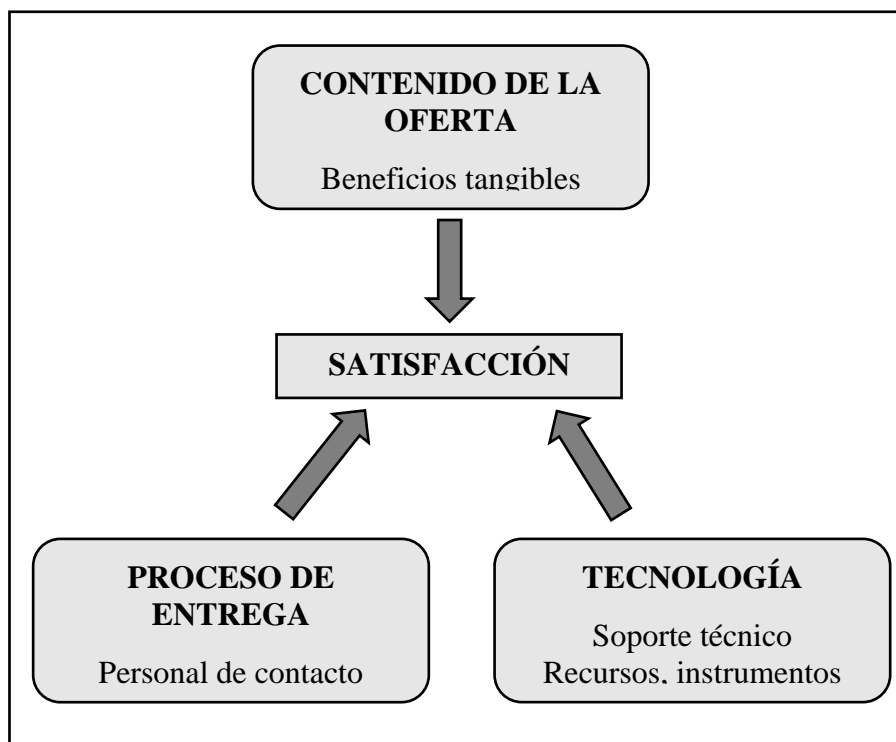 CONTENIDO DE LA
OFERTA
Beneficios tangibles
SATISFACCIÓN
PROCESO DE
ENTREGA
Personal de contacto
TECNOLOGÍA
Soporte técnico
Recursos, instrumentos